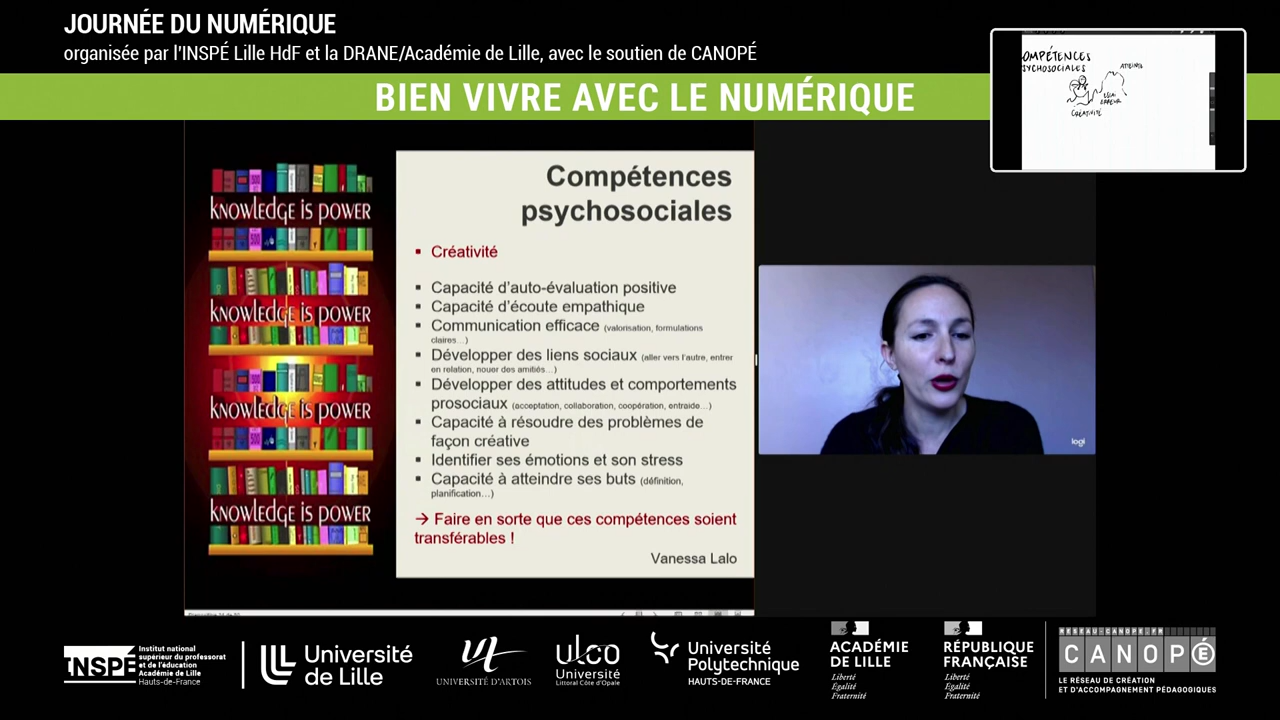 JOURNÉE DU NUMÉRIQUE
organisée par l'INSPÉ Lille HdF et la DRANE/Académie de Lille, avec le soutien de CANOPÉ
BIEN VIVRE AVEC LE NUMÉRIQUE
OMPÉTENCES
SYCHOSOCIALES
CRÉATIVITÉ
KNOWLEDGE IS POWER
KNOWLEDGE IS POWER
KNOWLEDGE IS POWER
KNOWLEDGE IS POWER
Compétences
psychosociales
▪ Créativité
▪ Capacité d'auto-évaluation positive
▪ Capacité d'écoute empathique
▪ Communication efficace (valorisation, formulations
claires…)
▪ Développer des liens sociaux (aller vers l'autre, entrer
en relation, nouer des amitiés…)
▪ Développer des attitudes et comportements
prosociaux (acceptation, collaboration, coopération, entraide…)
▪ Capacité à résoudre des problèmes de
façon créative
▪ Identifier ses émotions et son stress
▪ Capacité à atteindre ses buts (définition,
planification…)
→ Faire en sorte que ces compétences soient
transférables !
Vanessa Lalo
logi
INSPÉ
Institut national
supérieur du professorat
et de l'éducation
Académie de Lille
Hauts-de-France
Université
de Lille
UNIVERSITÉ D'ARTOIS
ULCO
Université
Littoral Côte d'Opale
Université
Polytechnique
HAUTS-DE-FRANCE
ACADÉMIE
DE LILLE
Liberté
Égalité
Fraternité
RÉPUBLIQUE
FRANÇAISE
Liberté
Égalité
Fraternité
RESEAU-CANOPE.FR
CANOPÉ
LE RÉSEAU DE CRÉATION
ET D'ACCOMPAGNEMENT PÉDAGOGIQUES